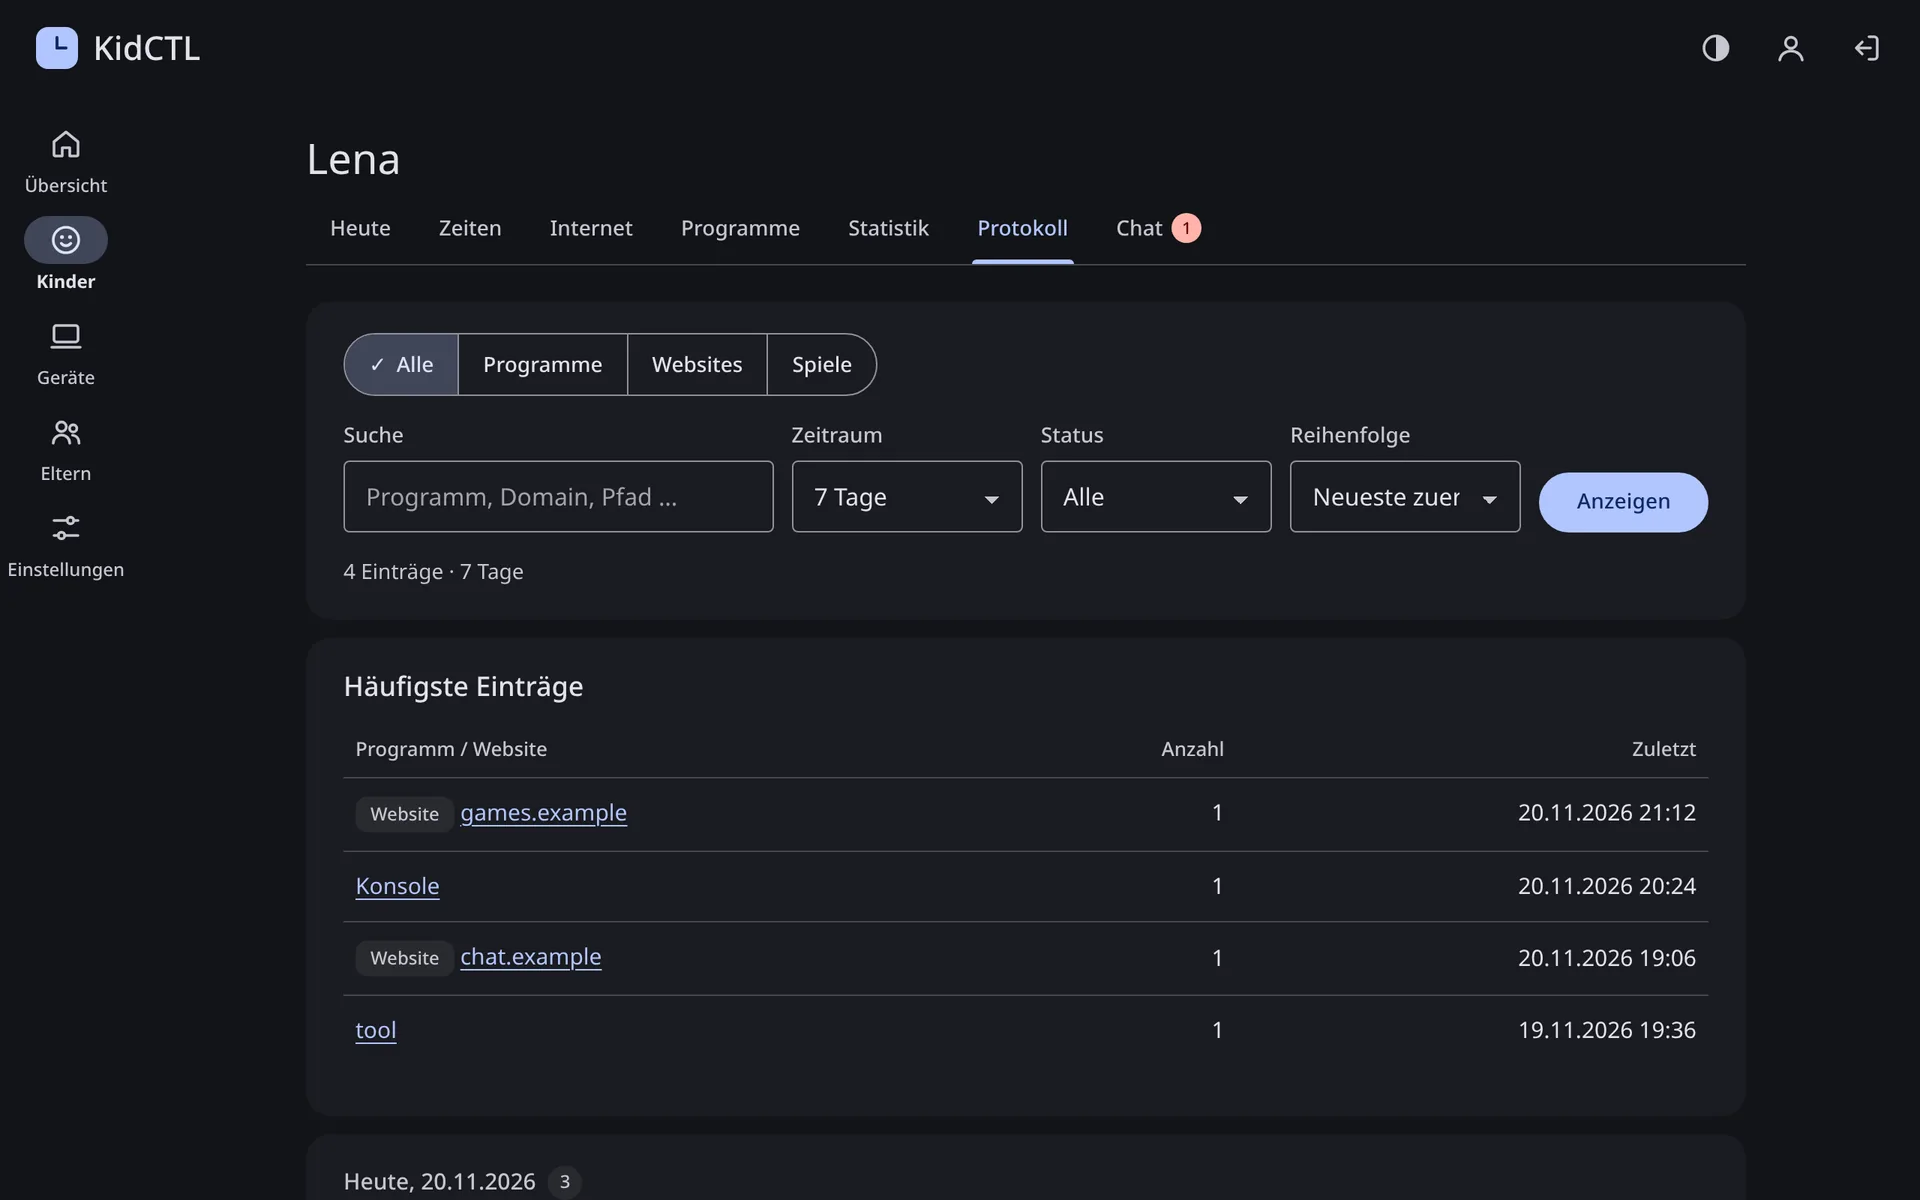 KidCTL
Übersicht
Kinder
Geräte
Eltern
Einstellungen
Lena
Heute Zeiten Internet Programme Statistik Protokoll Chat 1
✓ Alle Programme Websites Spiele
Suche Zeitraum Status Reihenfolge
Programm, Domain, Pfad ... 7 Tage Alle Neueste zuer Anzeigen
4 Einträge · 7 Tage
Häufigste Einträge
Programm / Website Anzahl Zuletzt
Website games.example 1 20.11.2026 21:12
Konsole 1 20.11.2026 20:24
Website chat.example 1 20.11.2026 19:06
tool 1 19.11.2026 19:36
Heute, 20.11.2026 3